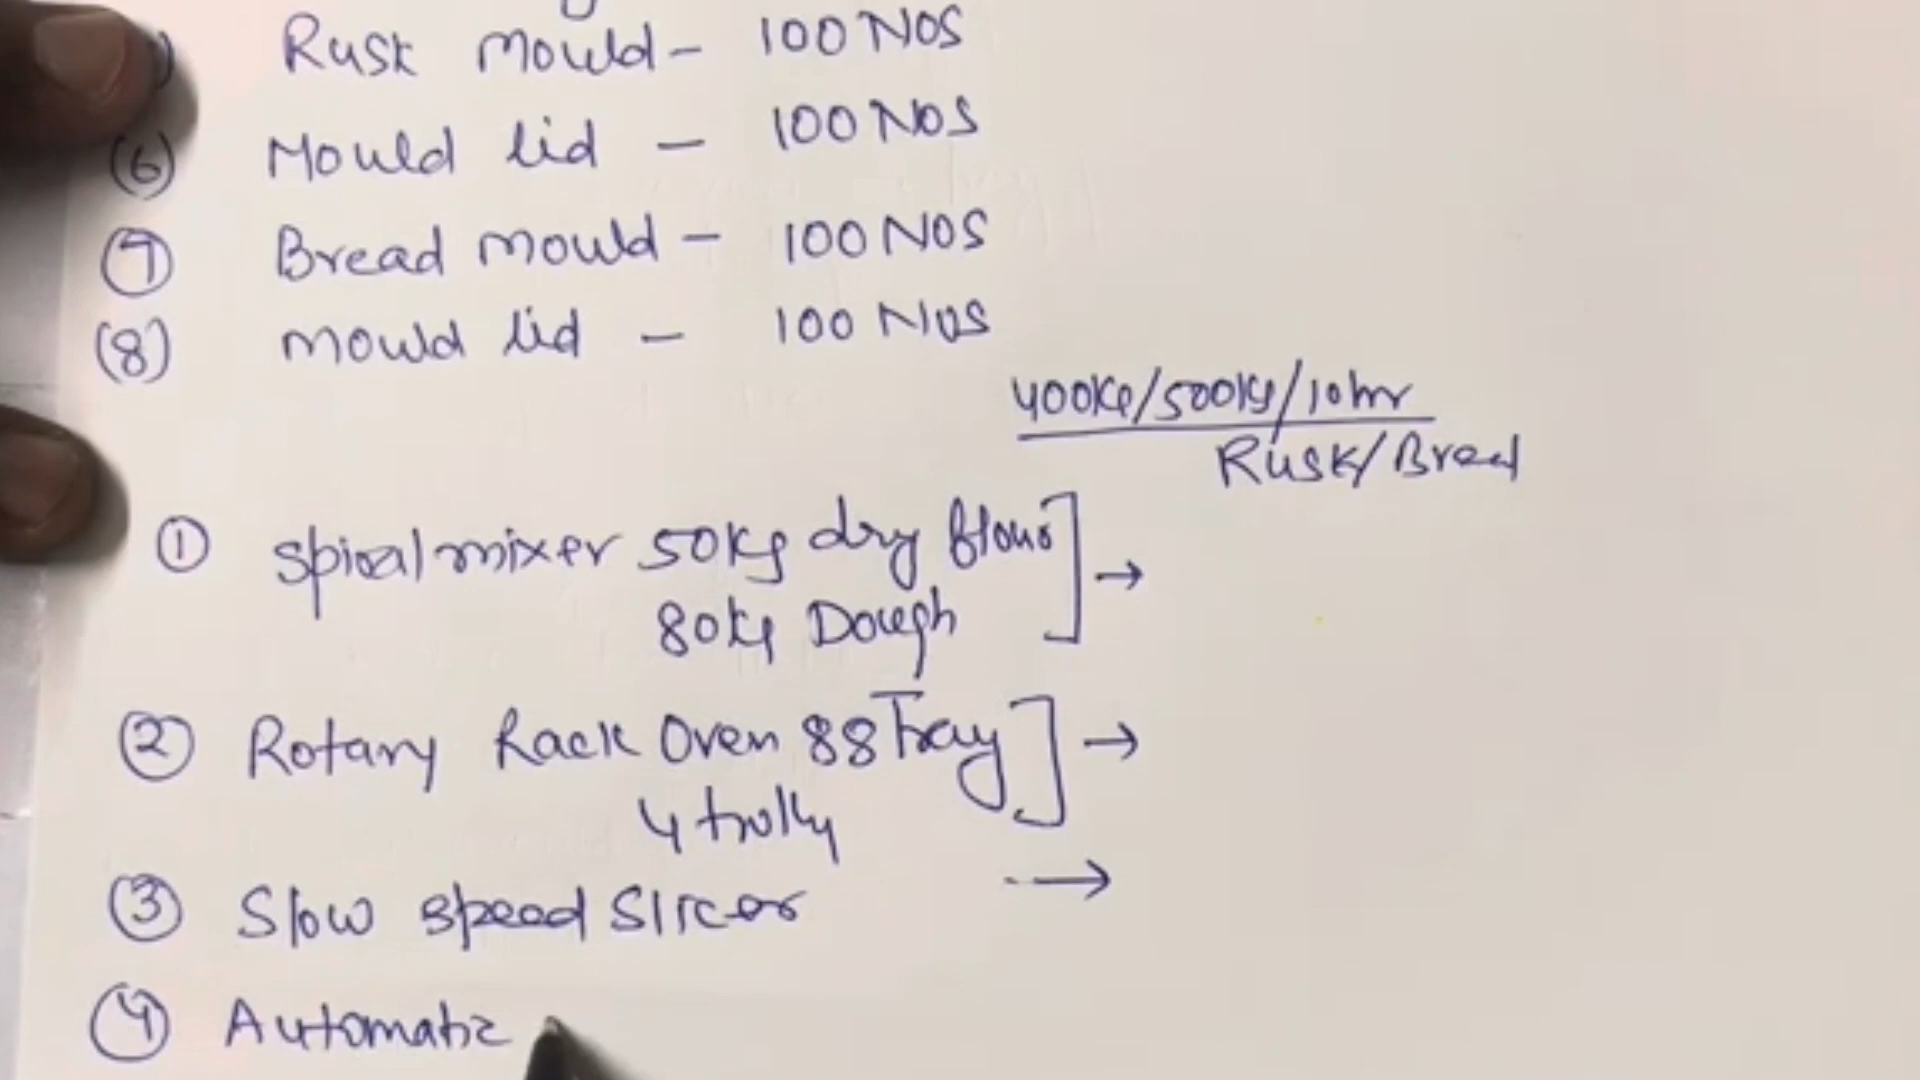 Rusk Mould - 100 NOS
(6) Mould lid - 100 NOS
(7) Bread mould - 100 NOS
(8) mould lid - 100 NOS
400Kg/500Kg/10hr
Rusk/Bread
(1) Spiral mixer 50Kg dry flour] →
80Kg Dough
(2) Rotary Rack Oven 88 Tray] →
4 trolly
(3) Slow speed Slicer →
(4) Automatic